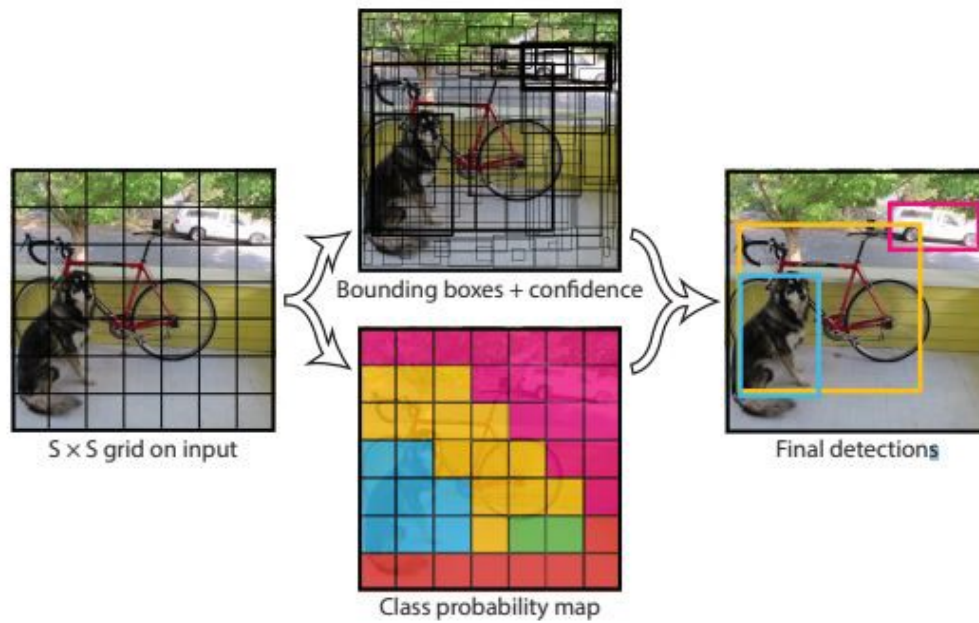 S × S grid on input
Bounding boxes + confidence
Class probability map
Final detections